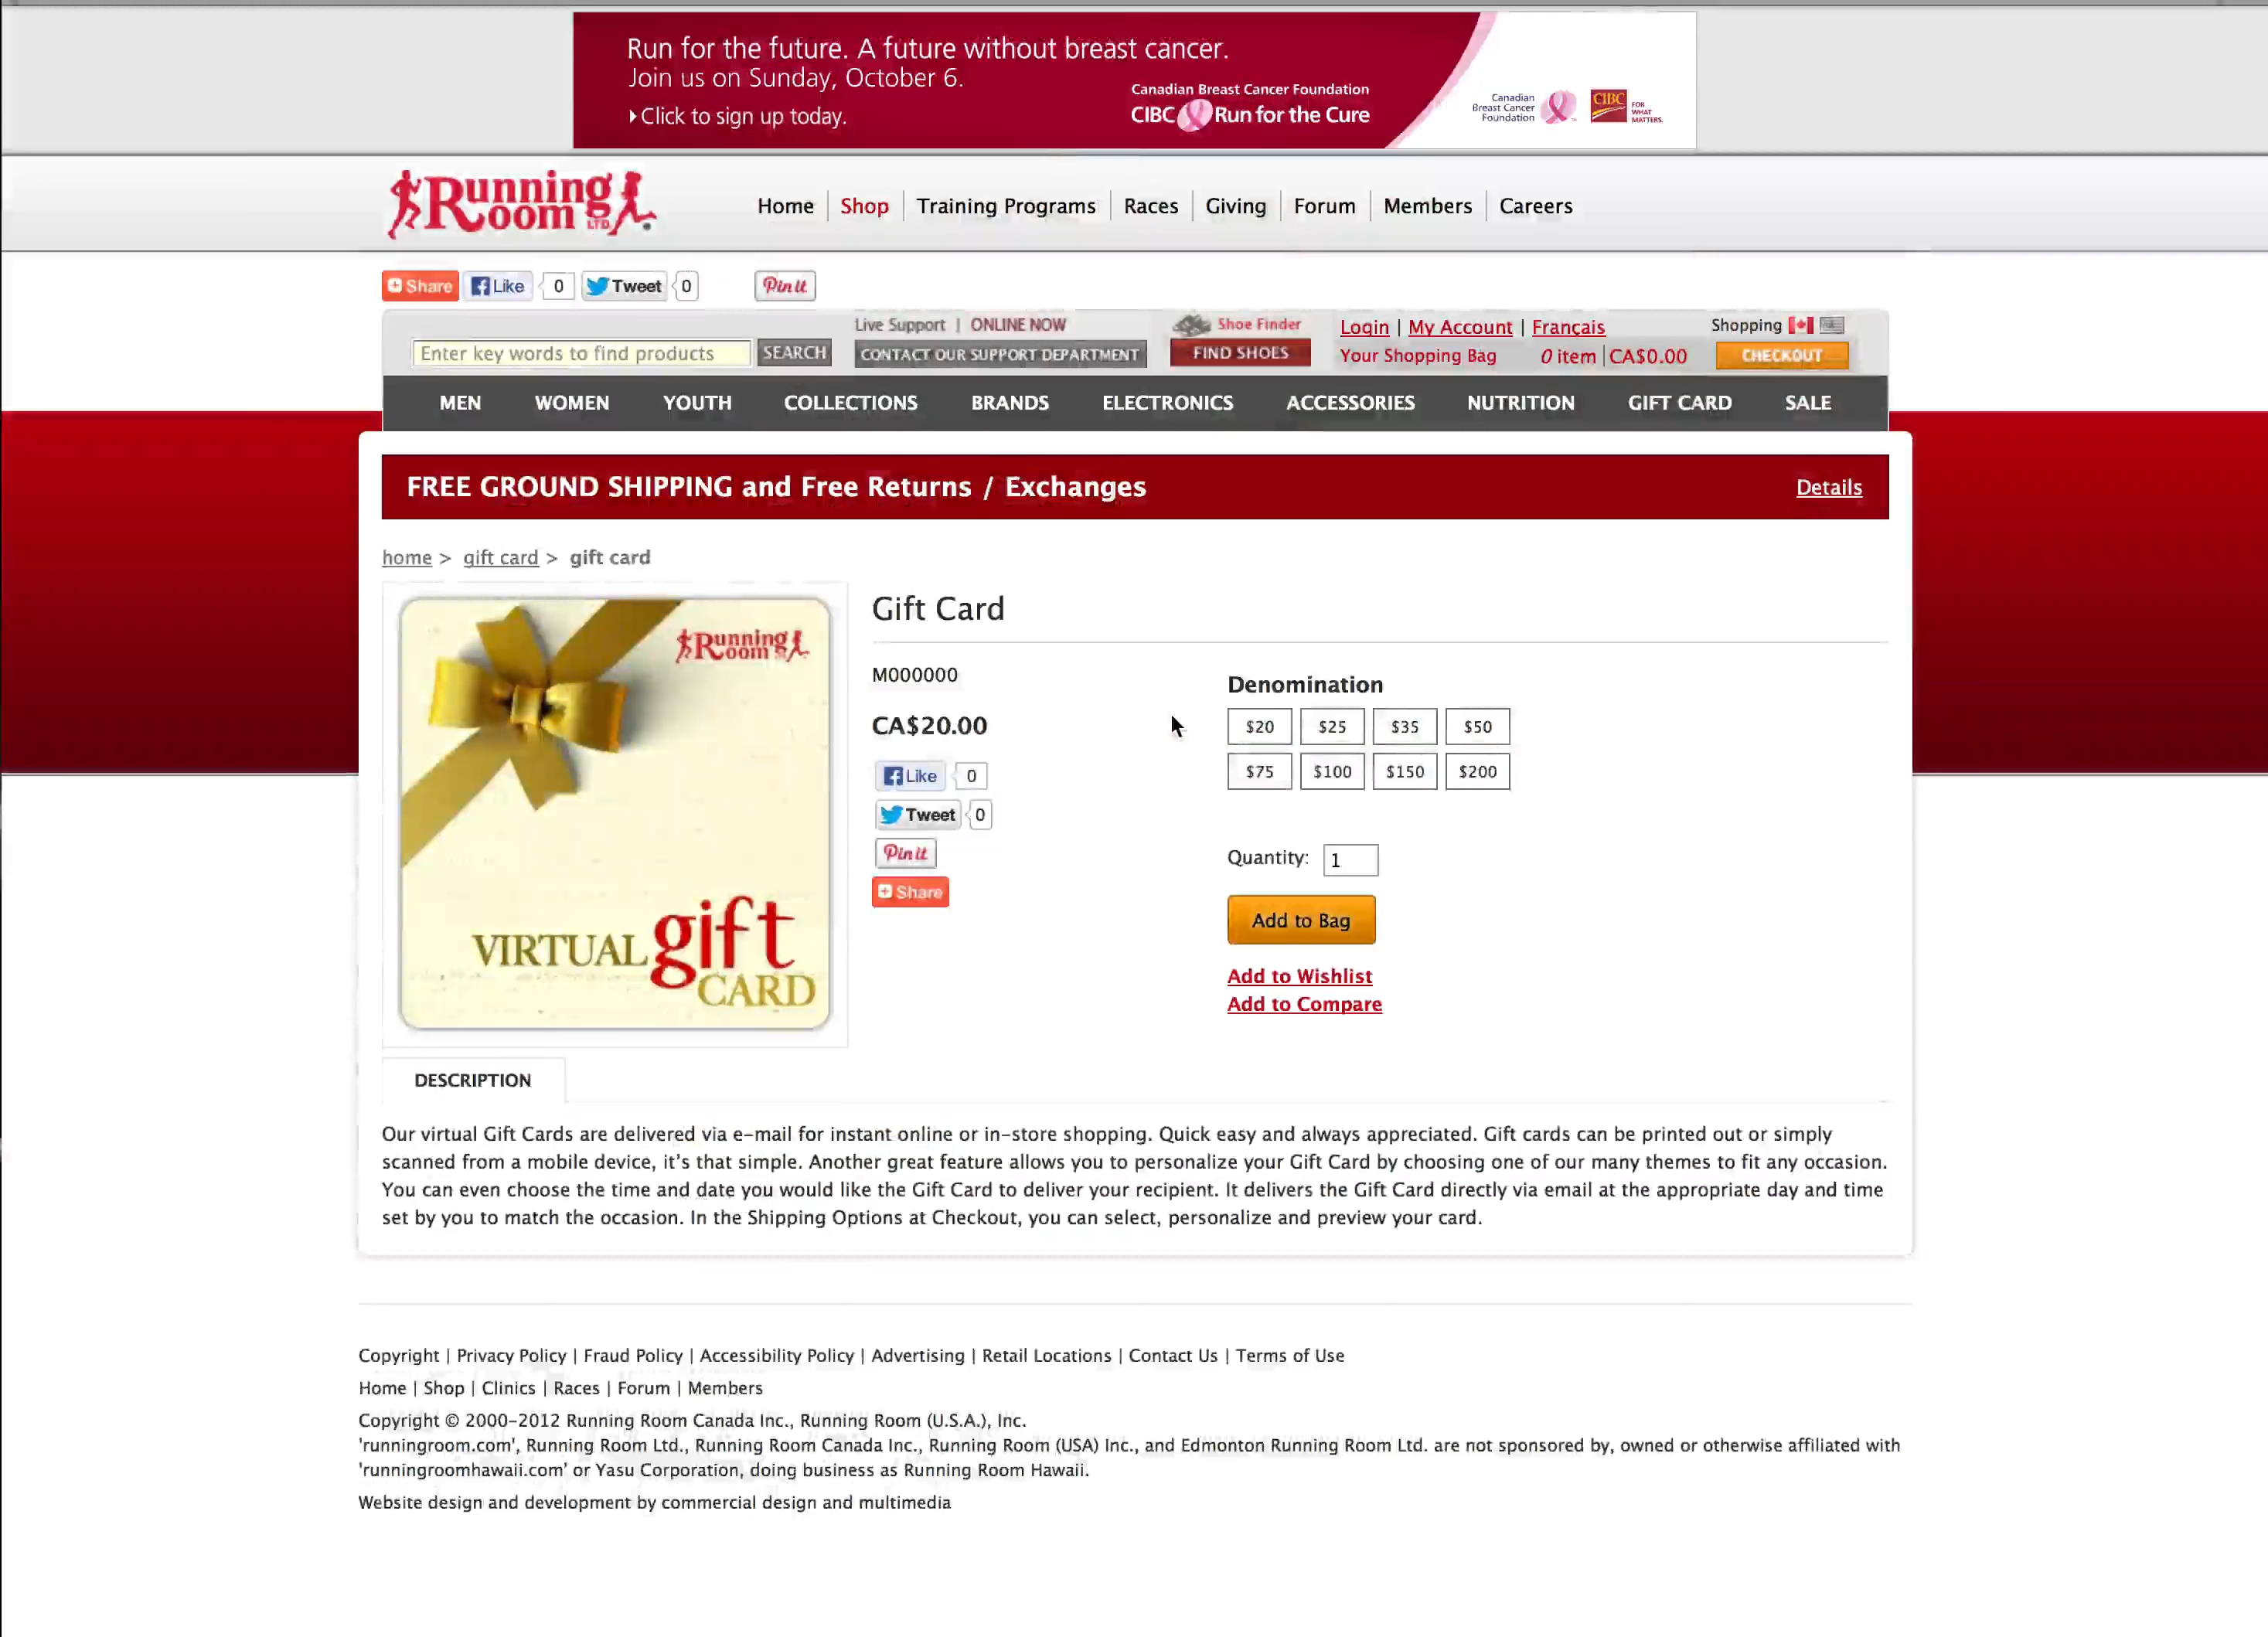 Run for the future. A future without breast cancer.
Join us on Sunday, October 6.
Click to sign up today.
Canadian Breast Cancer Foundation
CIBC Run for the Cure
Canadian
Breast Cancer
Foundation
CIBC
FOR
WHAT
MATTERS.
Running
Room LTD.
Home | Shop | Training Programs | Races | Giving | Forum | Members | Careers
Share Like 0 Tweet 0 Pin it
Live Support | ONLINE NOW
Shoe Finder
Login | My Account | Français
Shopping
Enter key words to find products SEARCH
CONTACT OUR SUPPORT DEPARTMENT
FIND SHOES
Your Shopping Bag 0 item | CA$0.00
CHECKOUT
MEN WOMEN YOUTH COLLECTIONS BRANDS ELECTRONICS ACCESSORIES NUTRITION GIFT CARD SALE
FREE GROUND SHIPPING and Free Returns / Exchanges Details
home > gift card > gift card
Running
Room
VIRTUAL gift
CARD
Gift Card
M000000
CA$20.00
Like 0
Tweet 0
Pin it
Share
Denomination
$20 $25 $35 $50
$75 $100 $150 $200
Quantity: 1
Add to Bag
Add to Wishlist
Add to Compare
DESCRIPTION
Our virtual Gift Cards are delivered via e-mail for instant online or in-store shopping. Quick easy and always appreciated. Gift cards can be printed out or simply
scanned from a mobile device, it's that simple. Another great feature allows you to personalize your Gift Card by choosing one of our many themes to fit any occasion.
You can even choose the time and date you would like the Gift Card to deliver your recipient. It delivers the Gift Card directly via email at the appropriate day and time
set by you to match the occasion. In the Shipping Options at Checkout, you can select, personalize and preview your card.
Copyright | Privacy Policy | Fraud Policy | Accessibility Policy | Advertising | Retail Locations | Contact Us | Terms of Use
Home | Shop | Clinics | Races | Forum | Members
Copyright © 2000-2012 Running Room Canada Inc., Running Room (U.S.A.), Inc.
'runningroom.com', Running Room Ltd., Running Room Canada Inc., Running Room (USA) Inc., and Edmonton Running Room Ltd. are not sponsored by, owned or otherwise affiliated with
'runningroomhawaii.com' or Yasu Corporation, doing business as Running Room Hawaii.
Website design and development by commercial design and multimedia